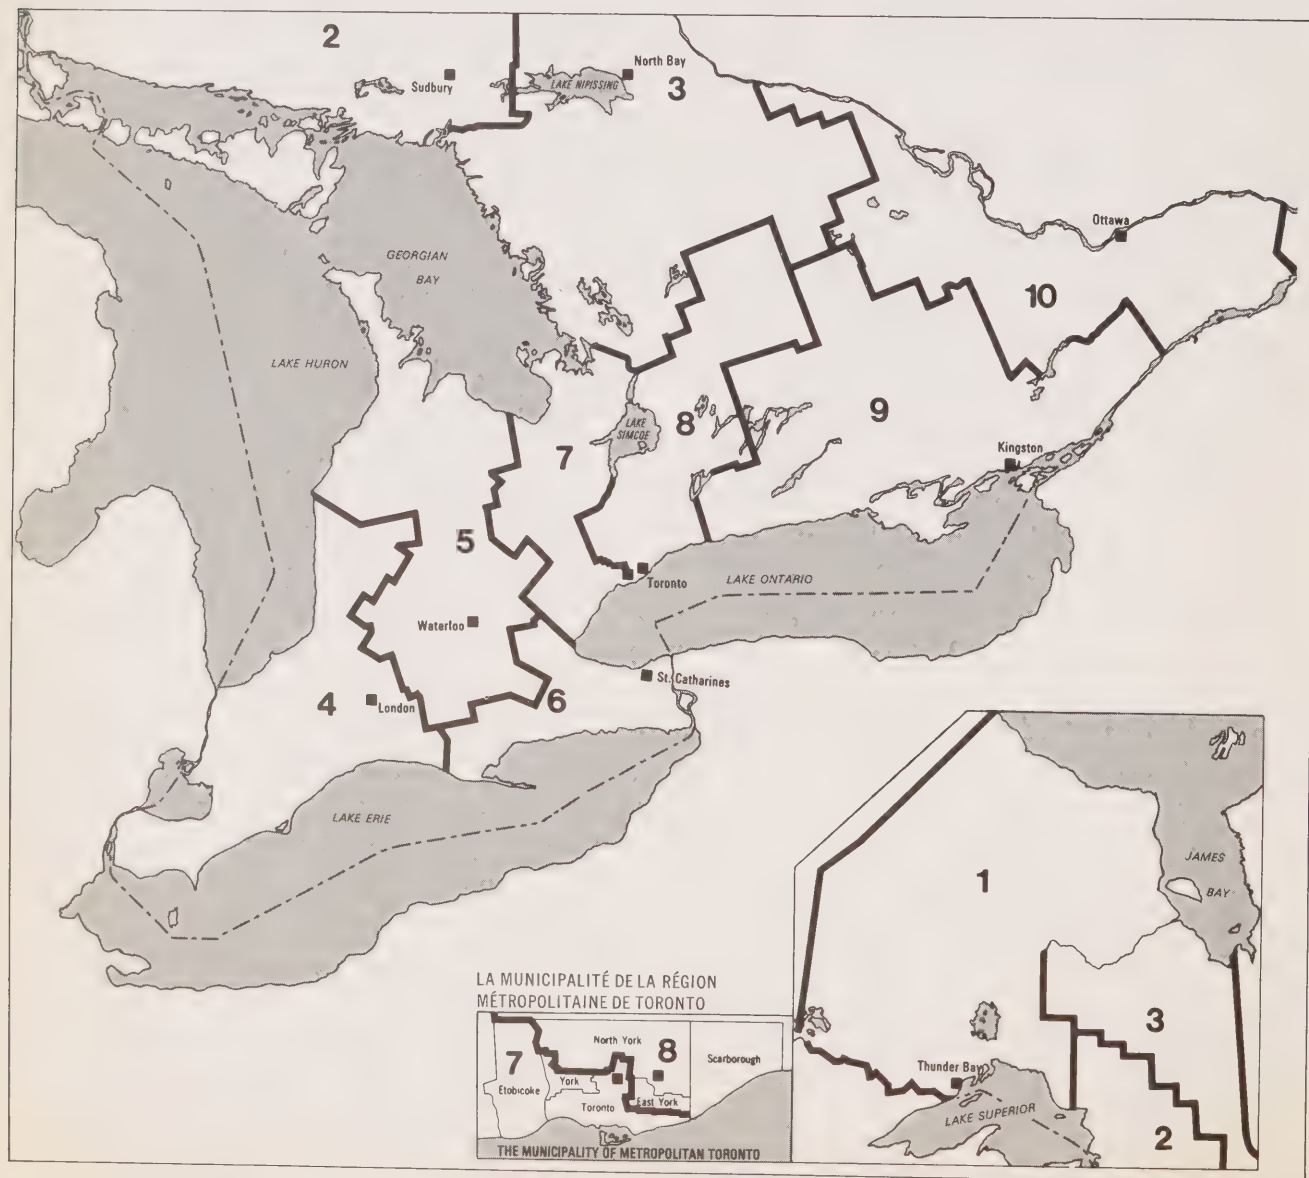 2
Sudbury
North Bay
LAKE NIPISSING
3
Ottawa
GEORGIAN
BAY
10
LAKE HURON
LAKE
SIMCOE
8
9
7
Kingston
5
Toronto
LAKE ONTARIO
Waterloo
St. Catharines
4
London
6
LAKE ERIE
1
JAMES
BAY
3
Thunder Bay
LAKE SUPERIOR
2
LA MUNICIPALITÉ DE LA RÉGION
MÉTROPOLITAINE DE TORONTO
North York
7
8
Scarborough
Etobicoke
York
Toronto
East York
THE MUNICIPALITY OF METROPOLITAN TORONTO